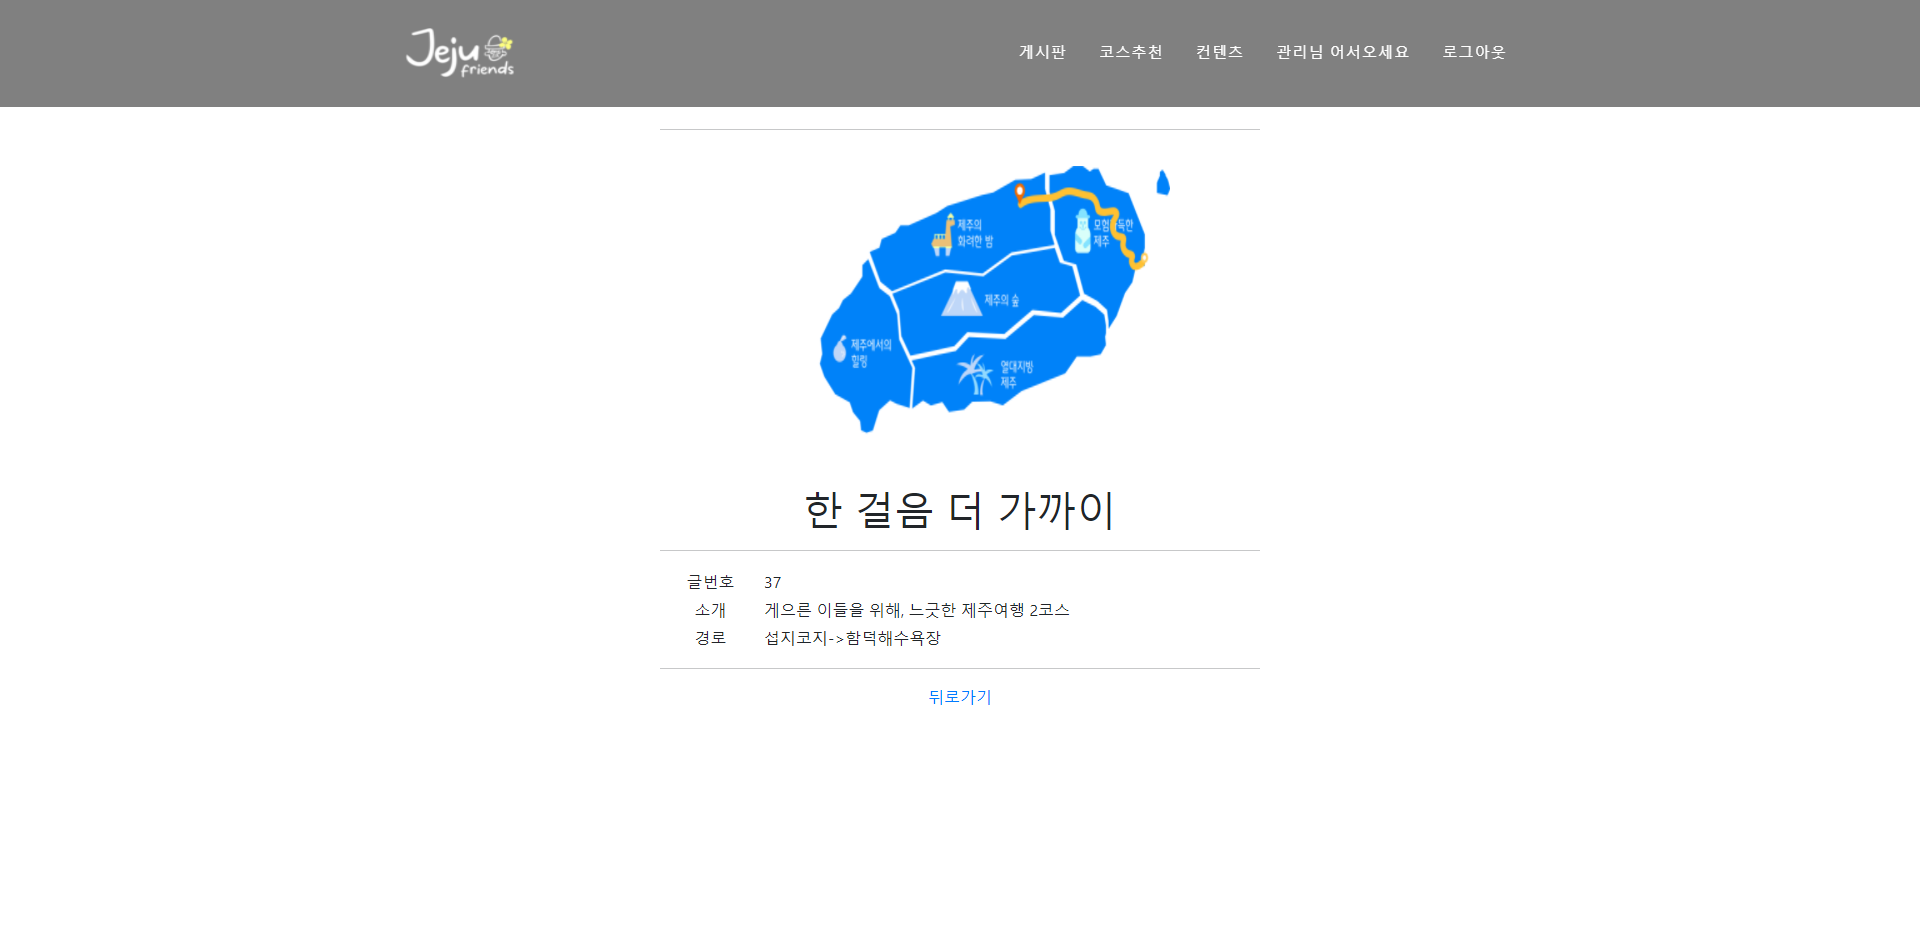 Jeju
friends
게시판 코스추천 컨텐츠 관리님 어서오세요 로그아웃
제주의
화려한 밤
제주
제주의 숲
제주에서의
힐링
열대지방
제주
한 걸음 더 가까이
글번호 37
소개 게으른 이들을 위해, 느긋한 제주여행 2코스
경로 섭지코지->함덕해수욕장
뒤로가기